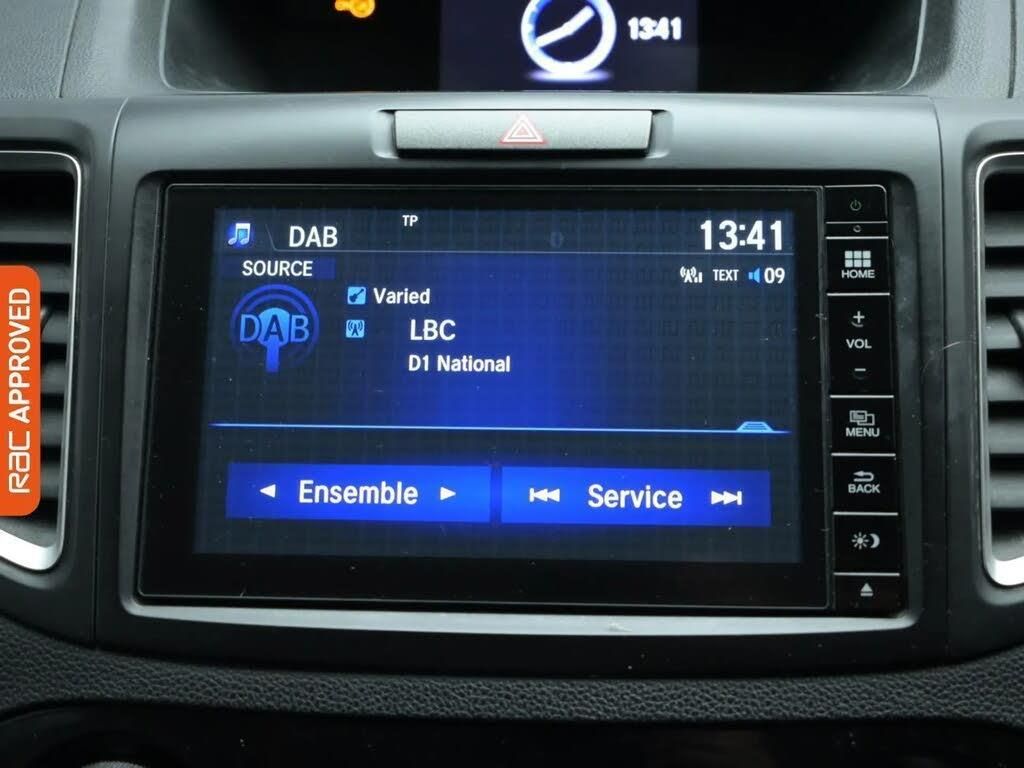 13:41
TP
DAB
13:41
SOURCE
TEXT
09
Varied
DAB
LBC
D1 National
Ensemble
Service
HOME
+
VOL
-
MENU
BACK
RAC APPROVED